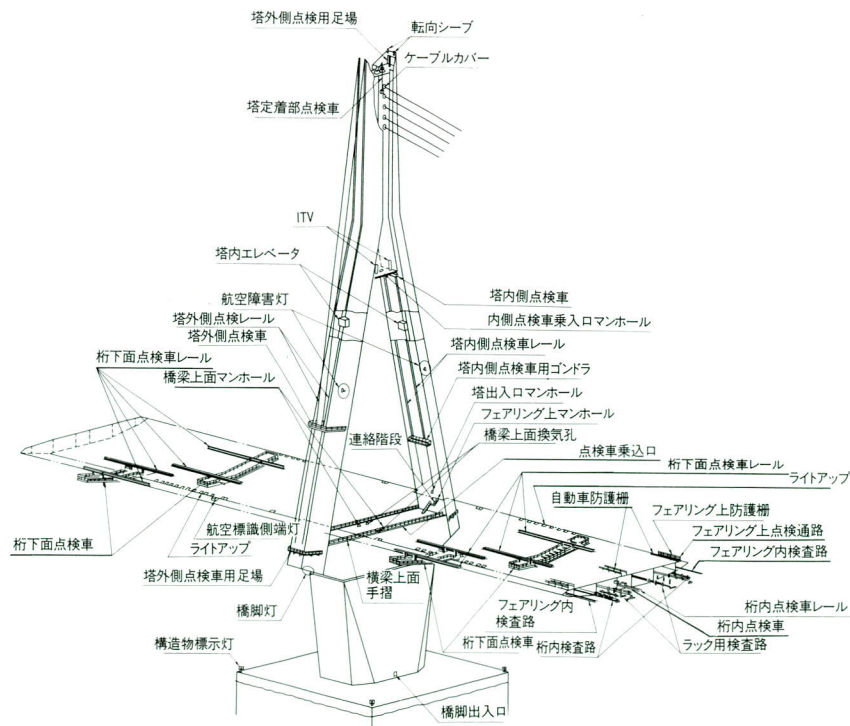 塔外側点検用足場
転向シーブ
ケーブルカバー
塔定着部点検車
ITV
塔内エレベータ
塔内側点検車
航空障害灯
内側点検車乗入ロマンホール
塔外側点検レール
塔外側点検車
塔内側点検車レール
桁下面点検車レール
塔内側点検車用ゴンドラ
橋梁上面マンホール
塔出入ロマンホール
フェアリング上マンホール
連絡階段
橋梁上面換気孔
点検車乗込口
桁下面点検車レール
ライトアップ
自動車防護柵
フェアリング上防護柵
航空標識側端灯
フェアリング上点検通路
桁下面点検車
ライトアップ
フェアリング内検査路
塔外側点検車用足場
横梁上面
手摺
橋脚灯
フェアリング内
検査路
桁内点検車レール
桁内点検車
構造物標示灯
桁下面点検車
桁内検査路
ラック用検査路
橋脚出入口